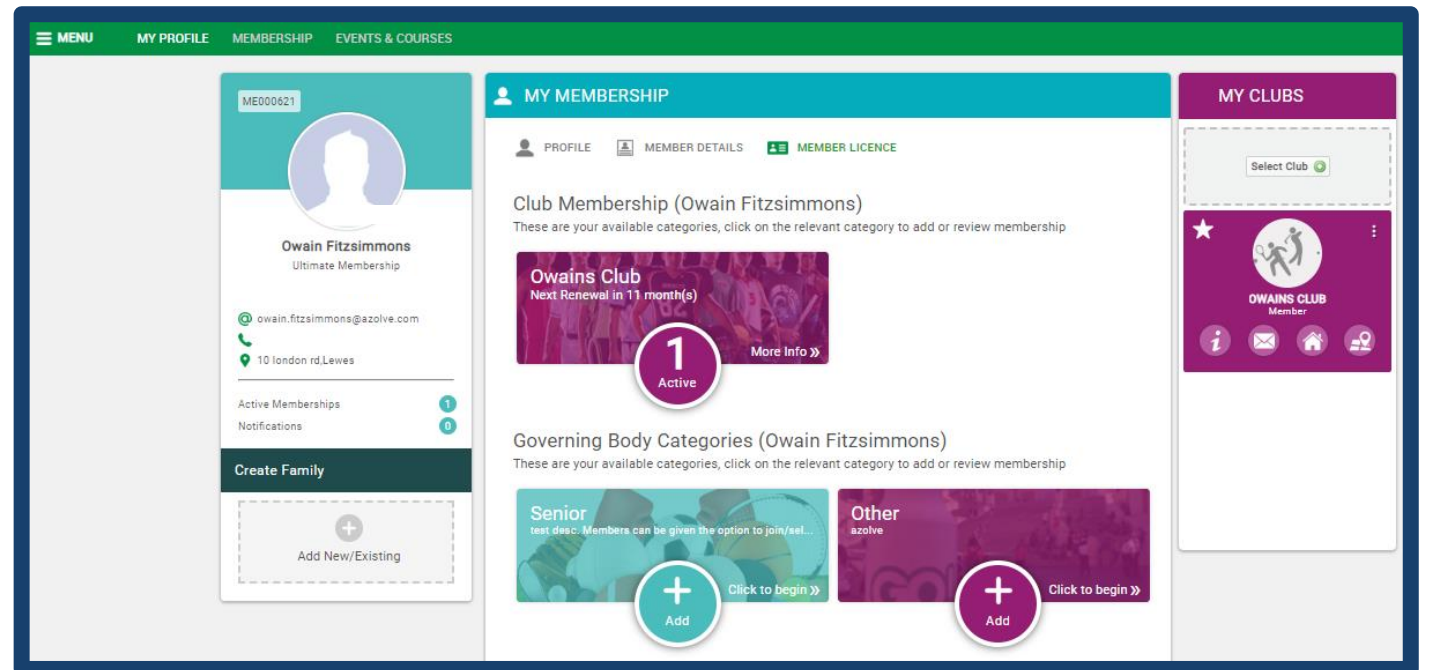 MENU
MY PROFILE
MEMBERSHIP
EVENTS & COURSES
ME000621
Owain Fitzsimmons
Ultimate Membership
owain.fitzsimmons@azolve.com
10 london rd,Lewes
Active Memberships 1
Notifications 0
Create Family
Add New/Existing
MY MEMBERSHIP
PROFILE
MEMBER DETAILS
MEMBER LICENCE
Club Membership (Owain Fitzsimmons)
These are your available categories, click on the relevant category to add or review membership
Owains Club
Next Renewal in 11 month(s)
1
Active
More Info »
Governing Body Categories (Owain Fitzsimmons)
These are your available categories, click on the relevant category to add or review membership
Senior
test desc. Members can be given the option to join/sel...
Add
Click to begin »
Other
azolve
Add
Click to begin »
MY CLUBS
Select Club
OWAINS CLUB
Member